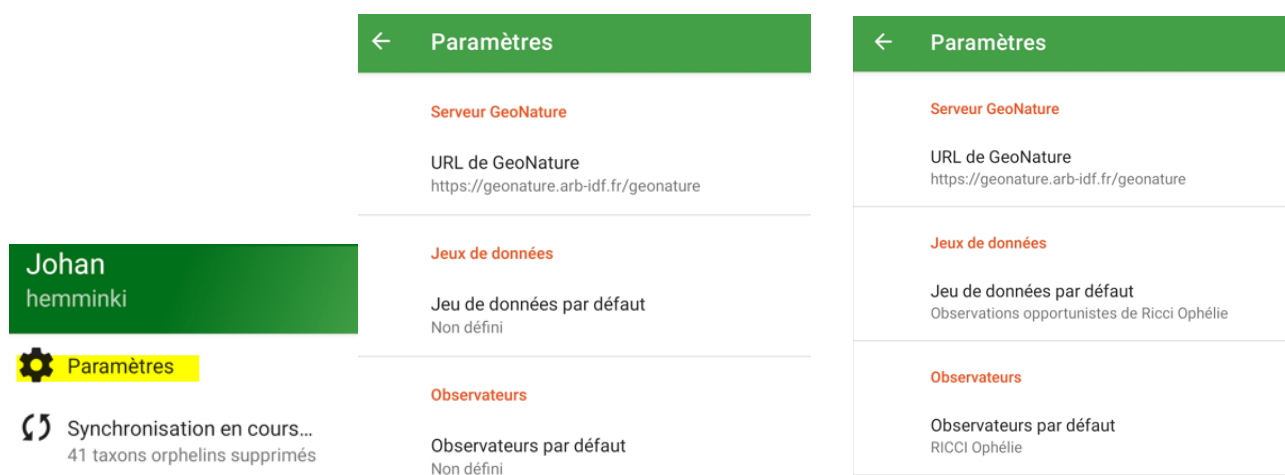 Johan
hemminki
Paramètres
Synchronisation en cours...
41 taxons orphelins supprimés
Paramètres
Serveur GeoNature
URL de GeoNature
https://geonature.arb-idf.fr/geonature
Jeux de données
Jeu de données par défaut
Non défini
Observateurs
Observateurs par défaut
Non défini
Paramètres
Serveur GeoNature
URL de GeoNature
https://geonature.arb-idf.fr/geonature
Jeux de données
Jeu de données par défaut
Observations opportunistes de Ricci Ophélie
Observateurs
Observateurs par défaut
RICCI Ophélie